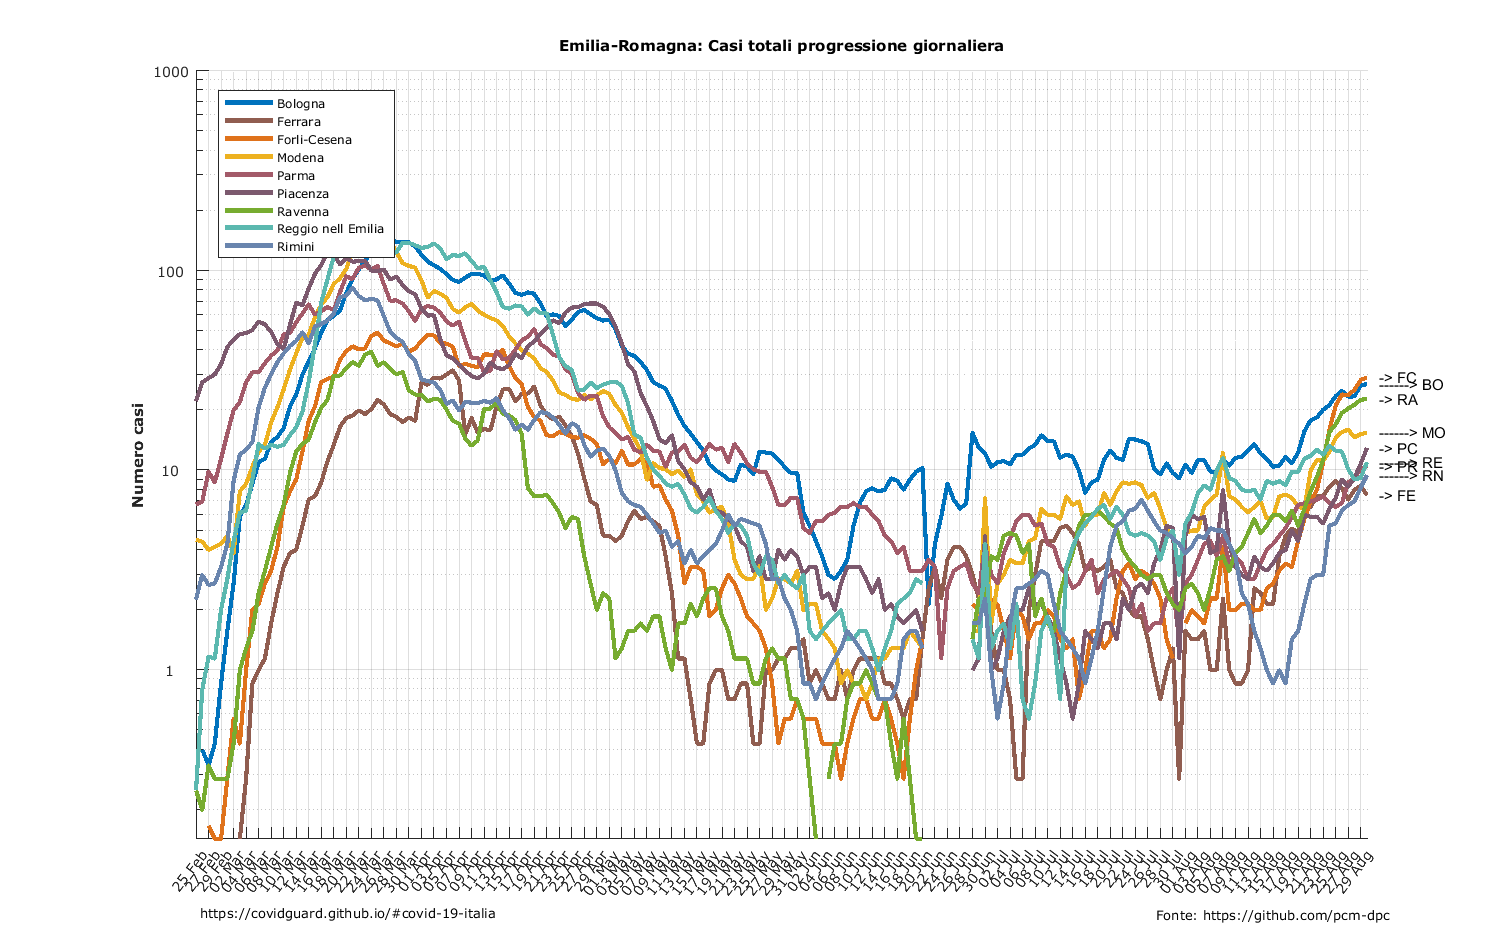 Emilia-Romagna: Casi totali progressione giornaliera
1000
100
10
1
Numero casi
Bologna
Ferrara
Forli-Cesena
Modena
Parma
Piacenza
Ravenna
Reggio nell Emilia
Rimini
-> FC
------> BO
-> RA
------> MO
-> PC
------> RE
-> PR
------> RN
-> FE
25 Feb
27 Feb
29 Feb
02 Mar
04 Mar
06 Mar
08 Mar
10 Mar
12 Mar
14 Mar
16 Mar
18 Mar
20 Mar
22 Mar
24 Mar
26 Mar
28 Mar
30 Mar
01 Apr
03 Apr
05 Apr
07 Apr
09 Apr
11 Apr
13 Apr
15 Apr
17 Apr
19 Apr
21 Apr
23 Apr
25 Apr
27 Apr
29 Apr
01 May
03 May
05 May
07 May
09 May
11 May
13 May
15 May
17 May
19 May
21 May
23 May
25 May
27 May
29 May
31 May
02 Jun
04 Jun
06 Jun
08 Jun
10 Jun
12 Jun
14 Jun
16 Jun
18 Jun
20 Jun
22 Jun
24 Jun
26 Jun
28 Jun
30 Jun
02 Jul
04 Jul
06 Jul
08 Jul
10 Jul
12 Jul
14 Jul
16 Jul
18 Jul
20 Jul
22 Jul
24 Jul
26 Jul
28 Jul
30 Jul
01 Aug
03 Aug
05 Aug
07 Aug
09 Aug
11 Aug
13 Aug
15 Aug
17 Aug
19 Aug
21 Aug
23 Aug
25 Aug
27 Aug
29 Aug
https://covidguard.github.io/#covid-19-italia
Fonte: https://github.com/pcm-dpc